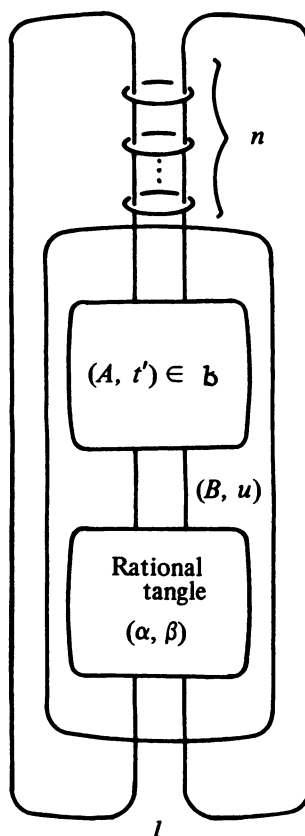 n
(A, t′) ∈ 𝔟
(B, u)
Rational
tangle
(α, β)
l